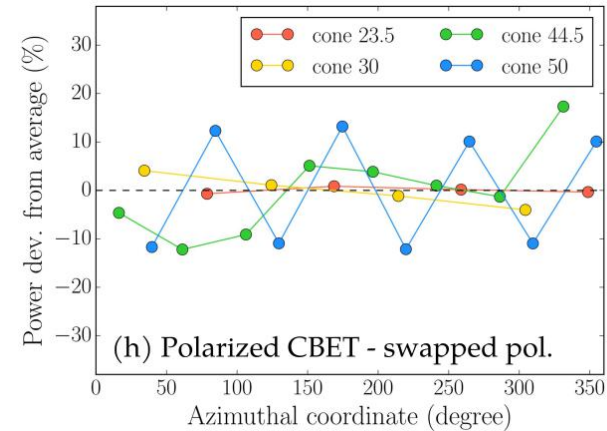 Power dev. from average (%)
30
20
10
0
−10
−20
−30
cone 23.5
cone 30
cone 44.5
cone 50
(h) Polarized CBET - swapped pol.
0 50 100 150 200 250 300 350
Azimuthal coordinate (degree)